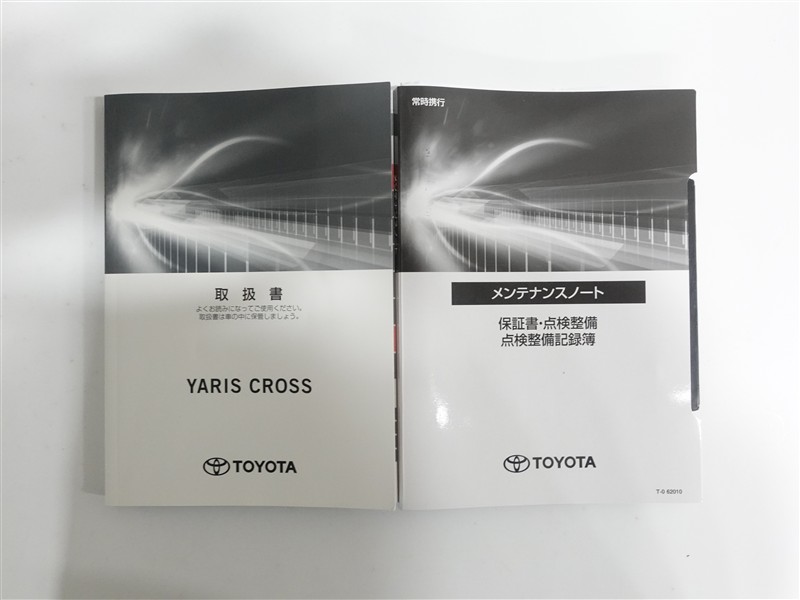 取扱書
よくお読みになってご使用ください。
取扱書は車の中に保管しましょう。
YARIS CROSS
TOYOTA
常時携行
メンテナンスノート
保証書・点検整備
点検整備記録簿
TOYOTA
T-0 62010